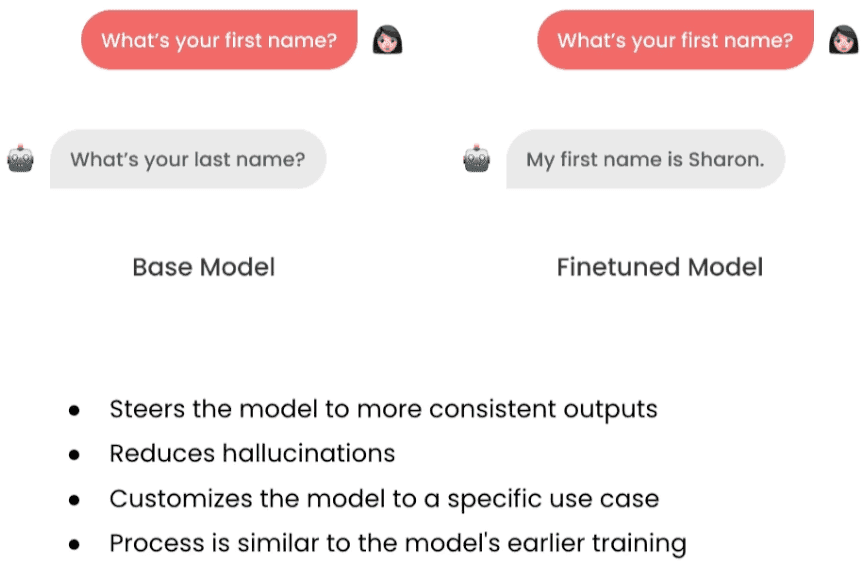 What's your first name?
What's your first name?
What's your last name?
My first name is Sharon.
Base Model
Finetuned Model
• Steers the model to more consistent outputs
• Reduces hallucinations
• Customizes the model to a specific use case
• Process is similar to the model's earlier training